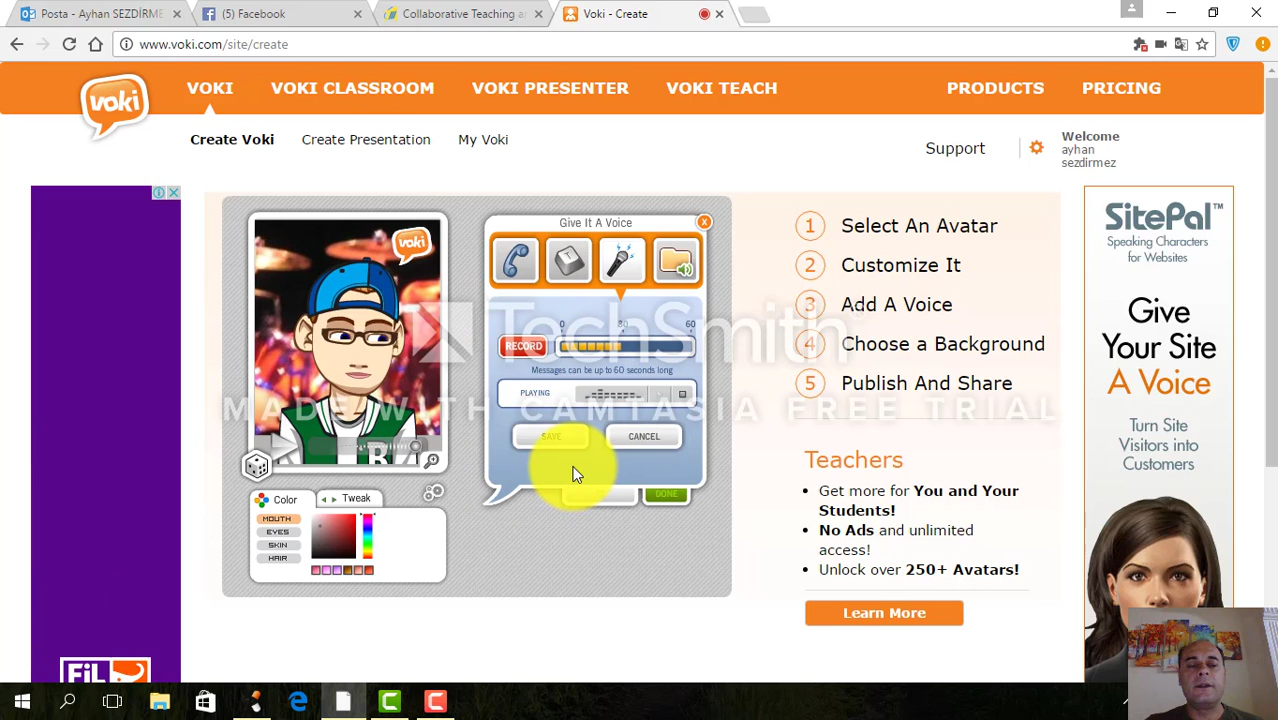 Posta - Ayhan SEZDİRME
(5) Facebook
Collaborative Teaching a
Voki - Create
www.voki.com/site/create
voki
VOKI
VOKI CLASSROOM
VOKI PRESENTER
VOKI TEACH
PRODUCTS
PRICING
Create Voki
Create Presentation
My Voki
Support
Welcome
ayhan
sezdirmez
voki
Give It A Voice
T
0
30
60
RECORD
Messages can be up to 60 seconds long
PLAYING
SAVE
CANCEL
DONE
Color
Tweak
MOUTH
EYES
SKIN
HAIR
1 Select An Avatar
2 Customize It
3 Add A Voice
4 Choose a Background
5 Publish And Share
TechSmith
MADE WITH CAMTASIA FREE TRIAL
Teachers
• Get more for You and Your
Students!
• No Ads and unlimited
access!
• Unlock over 250+ Avatars!
Learn More
SitePal™
Speaking Characters
for Websites
Give
Your Site
A Voice
Turn Site
Visitors into
Customers
FiL